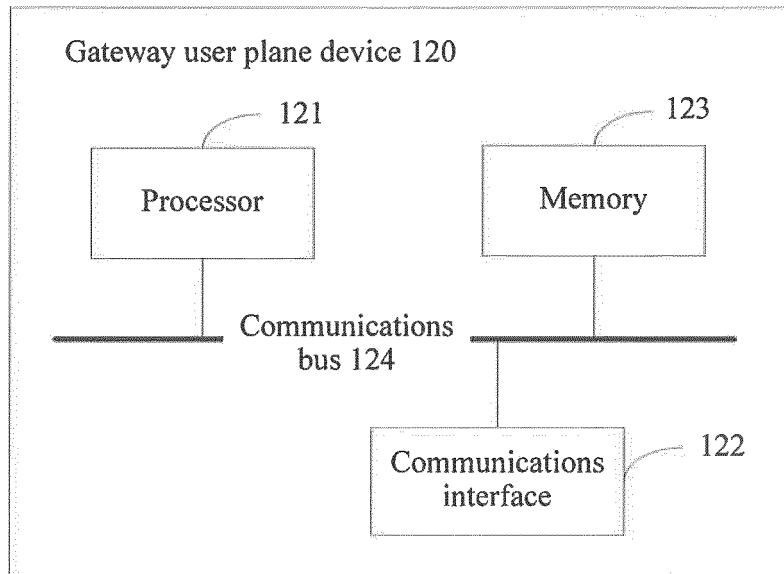 Gateway user plane device 120
121
123
Processor
Memory
Communications
bus 124
Communications
interface
122